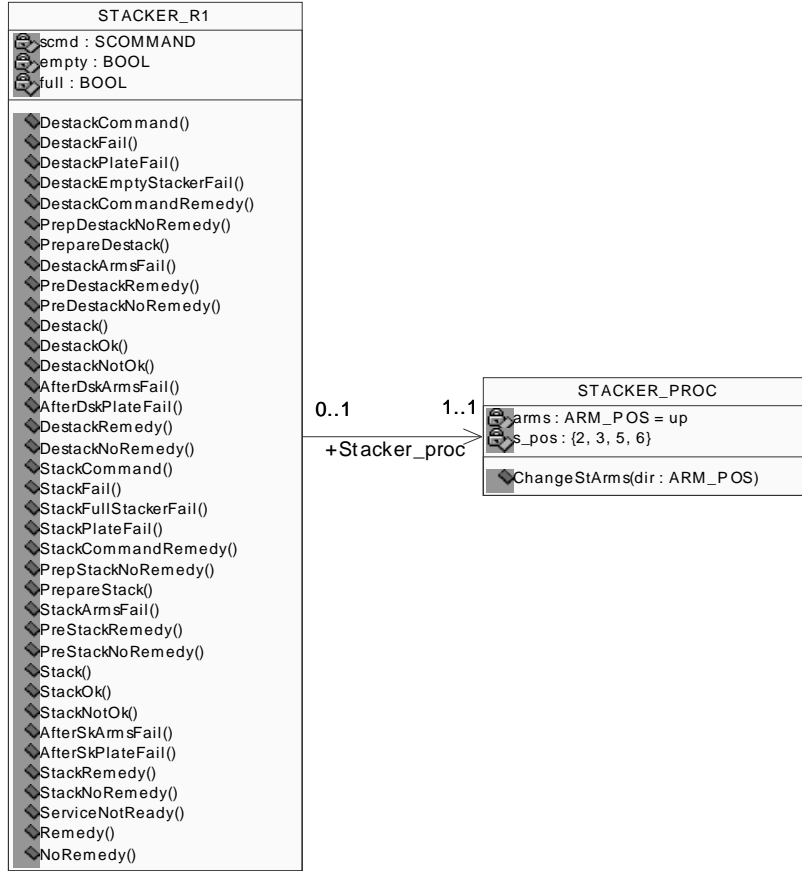 STACKER_R1
scmd : SCOMMAND
empty : BOOL
full : BOOL
DestackCommand()
DestackFail()
DestackPlateFail()
DestackEmptyStackerFail()
DestackCommandRemedy()
PrepDestackNoRemedy()
PrepareDestack()
DestackArmsFail()
PreDestackRemedy()
PreDestackNoRemedy()
Destack()
DestackOk()
DestackNotOk()
AfterDskArmsFail()
AfterDskPlateFail()
DestackRemedy()
DestackNoRemedy()
StackCommand()
StackFail()
StackFullStackerFail()
StackPlateFail()
StackCommandRemedy()
PrepStackNoRemedy()
PrepareStack()
StackArmsFail()
PreStackRemedy()
PreStackNoRemedy()
Stack()
StackOk()
StackNotOk()
AfterSkArmsFail()
AfterSkPlateFail()
StackRemedy()
StackNoRemedy()
ServiceNotReady()
Remedy()
NoRemedy()
0..1
1..1
+Stacker_proc
STACKER_PROC
arms : ARM_POS = up
s_pos : {2, 3, 5, 6}
ChangeStArms(dir : ARM_POS)